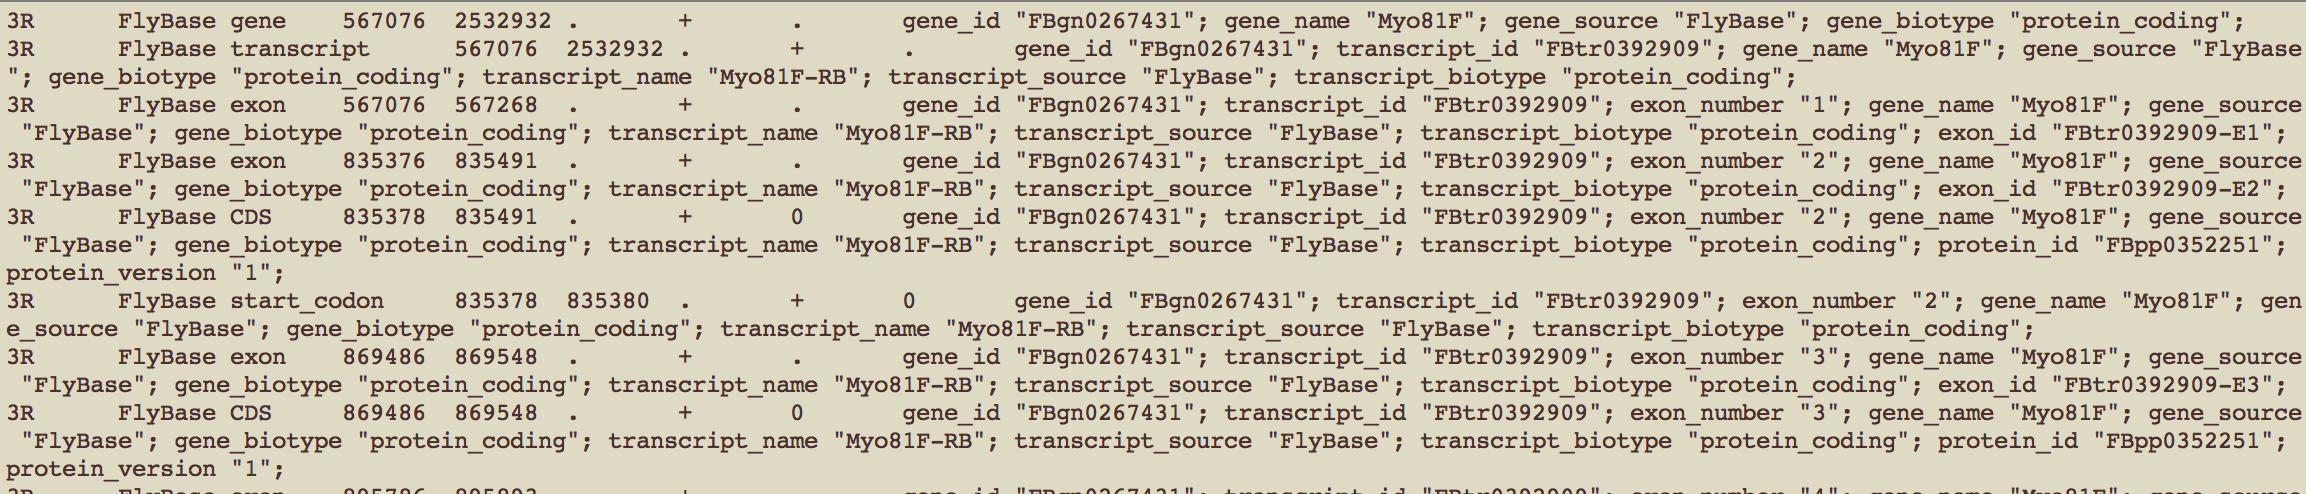 3R FlyBase gene 567076 2532932 . + . gene_id "FBgn0267431"; gene_name "Myo81F"; gene_source "FlyBase"; gene_biotype "protein_coding";
3R FlyBase transcript 567076 2532932 . + . gene_id "FBgn0267431"; transcript_id "FBtr0392909"; gene_name "Myo81F"; gene_source "FlyBase
"; gene_biotype "protein_coding"; transcript_name "Myo81F-RB"; transcript_source "FlyBase"; transcript_biotype "protein_coding";
3R FlyBase exon 567076 567268 . + . gene_id "FBgn0267431"; transcript_id "FBtr0392909"; exon_number "1"; gene_name "Myo81F"; gene_source
"FlyBase"; gene_biotype "protein_coding"; transcript_name "Myo81F-RB"; transcript_source "FlyBase"; transcript_biotype "protein_coding"; exon_id "FBtr0392909-E1";
3R FlyBase exon 835376 835491 . + . gene_id "FBgn0267431"; transcript_id "FBtr0392909"; exon_number "2"; gene_name "Myo81F"; gene_source
"FlyBase"; gene_biotype "protein_coding"; transcript_name "Myo81F-RB"; transcript_source "FlyBase"; transcript_biotype "protein_coding"; exon_id "FBtr0392909-E2";
3R FlyBase CDS 835378 835491 . + 0 gene_id "FBgn0267431"; transcript_id "FBtr0392909"; exon_number "2"; gene_name "Myo81F"; gene_source
"FlyBase"; gene_biotype "protein_coding"; transcript_name "Myo81F-RB"; transcript_source "FlyBase"; transcript_biotype "protein_coding"; protein_id "FBpp0352251";
protein_version "1";
3R FlyBase start_codon 835378 835380 . + 0 gene_id "FBgn0267431"; transcript_id "FBtr0392909"; exon_number "2"; gene_name "Myo81F"; gen
e_source "FlyBase"; gene_biotype "protein_coding"; transcript_name "Myo81F-RB"; transcript_source "FlyBase"; transcript_biotype "protein_coding";
3R FlyBase exon 869486 869548 . + . gene_id "FBgn0267431"; transcript_id "FBtr0392909"; exon_number "3"; gene_name "Myo81F"; gene_source
"FlyBase"; gene_biotype "protein_coding"; transcript_name "Myo81F-RB"; transcript_source "FlyBase"; transcript_biotype "protein_coding"; exon_id "FBtr0392909-E3";
3R FlyBase CDS 869486 869548 . + 0 gene_id "FBgn0267431"; transcript_id "FBtr0392909"; exon_number "3"; gene_name "Myo81F"; gene_source
"FlyBase"; gene_biotype "protein_coding"; transcript_name "Myo81F-RB"; transcript_source "FlyBase"; transcript_biotype "protein_coding"; protein_id "FBpp0352251";
protein_version "1";